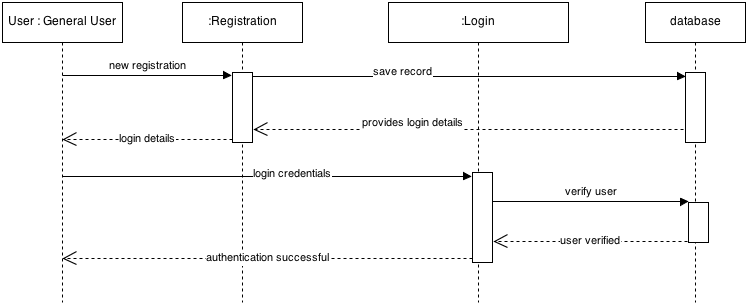 User : General User
:Registration
:Login
database
new registration
save record
provides login details
login details
login credentials
verify user
user verified
authentication successful